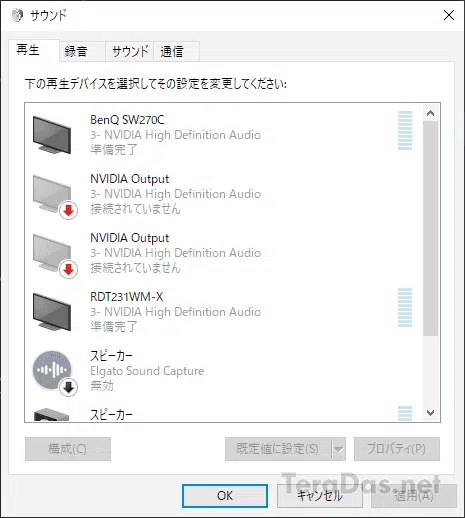 サウンド
再生 録音 サウンド 通信
下の再生デバイスを選択してその設定を変更してください:
BenQ SW270C
3- NVIDIA High Definition Audio
準備完了
NVIDIA Output
3- NVIDIA High Definition Audio
接続されていません
NVIDIA Output
3- NVIDIA High Definition Audio
接続されていません
RDT231WM-X
3- NVIDIA High Definition Audio
準備完了
スピーカー
Elgato Sound Capture
無効
スピーカー
構成(C) 既定値に設定(S) プロパティ(P)
OK キャンセル 適用(A)
TeraDas.net